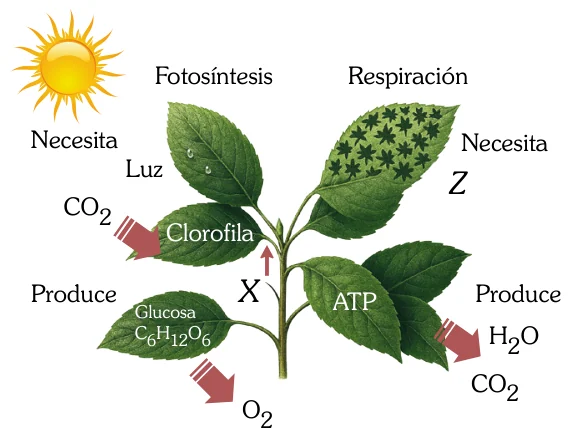 Fotosíntesis
Respiración
Necesita
Luz
CO2
Clorofila
X
Produce
Glucosa
C6H12O6
O2
Necesita
Z
ATP
Produce
H2O
CO2